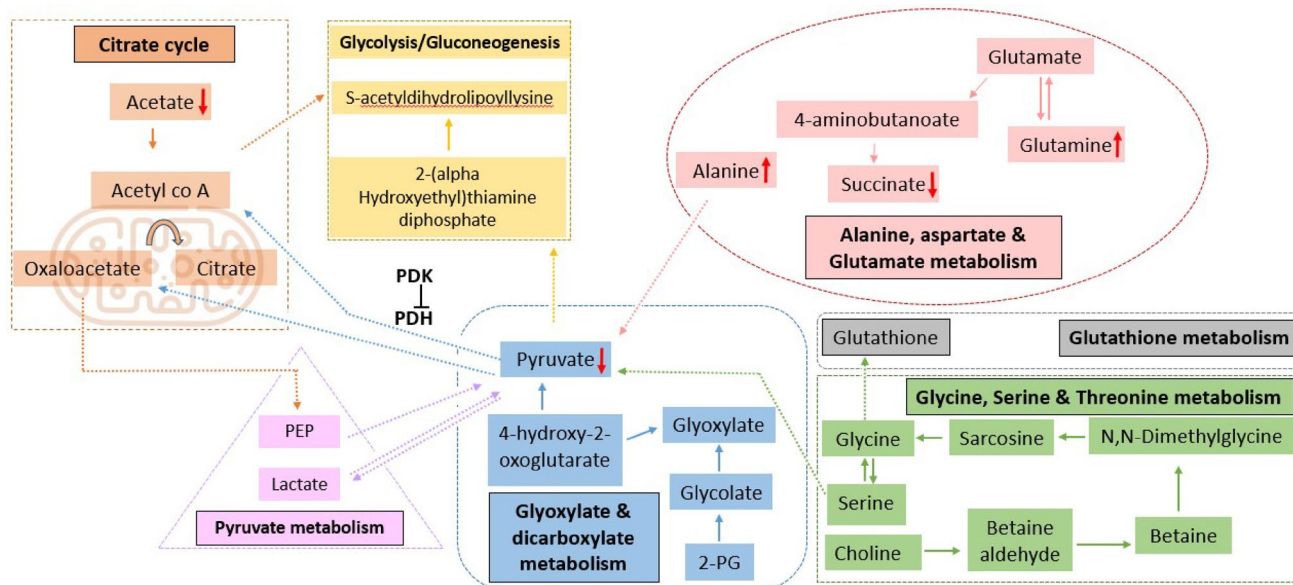 Citrate cycle
Acetate
Acetyl co A
Oxaloacetate
Citrate
Glycolysis/Gluconeogenesis
S-acetyldihydrolipoyllysine
2-(alpha
Hydroxyethyl)thiamine
diphosphate
PDK
PDH
Glutamate
4-aminobutanoate
Glutamine
Alanine
Succinate
Alanine, aspartate &
Glutamate metabolism
Pyruvate
4-hydroxy-2-
oxoglutarate
Glyoxylate
Glycolate
2-PG
Glyoxylate &
dicarboxylate
metabolism
PEP
Lactate
Pyruvate metabolism
Glutathione
Glutathione metabolism
Glycine, Serine & Threonine metabolism
Glycine
Sarcosine
N,N-Dimethylglycine
Serine
Choline
Betaine
aldehyde
Betaine